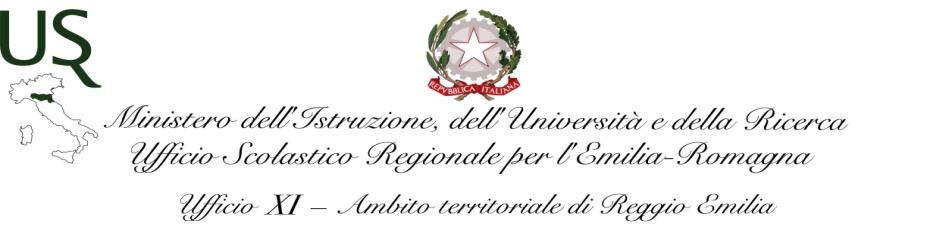 USR
REPVBBLICA ITALIANA
Ministero dell'Istruzione, dell'Università e della Ricerca
Ufficio Scolastico Regionale per l'Emilia-Romagna
Ufficio XI – Ambito territoriale di Reggio Emilia